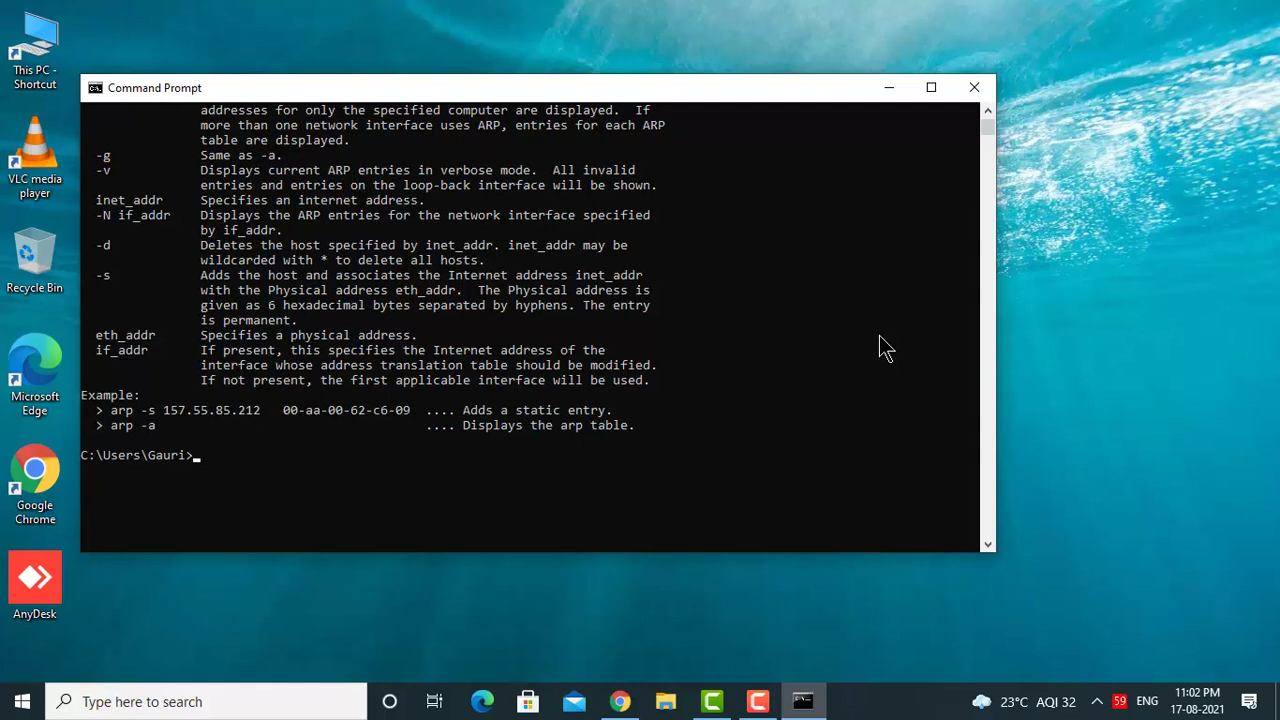 This PC -
Shortcut
VLC media
player
Recycle Bin
Microsoft
Edge
Google
Chrome
AnyDesk
Command Prompt
addresses for only the specified computer are displayed.  If
more than one network interface uses ARP, entries for each ARP
table are displayed.
-g            Same as -a.
-v            Displays current ARP entries in verbose mode.  All invalid
entries and entries on the loop-back interface will be shown.
inet_addr     Specifies an internet address.
-N if_addr    Displays the ARP entries for the network interface specified
by if_addr.
-d            Deletes the host specified by inet_addr. inet_addr may be
wildcarded with * to delete all hosts.
-s            Adds the host and associates the Internet address inet_addr
with the Physical address eth_addr.  The Physical address is
given as 6 hexadecimal bytes separated by hyphens. The entry
is permanent.
eth_addr      Specifies a physical address.
if_addr       If present, this specifies the Internet address of the
interface whose address translation table should be modified.
If not present, the first applicable interface will be used.
Example:
> arp -s 157.55.85.212   00-aa-00-62-c6-09  .... Adds a static entry.
> arp -a                                    .... Displays the arp table.
C:\Users\Gauri>
Type here to search
23°C AQI 32
59
ENG
11:02 PM
17-08-2021